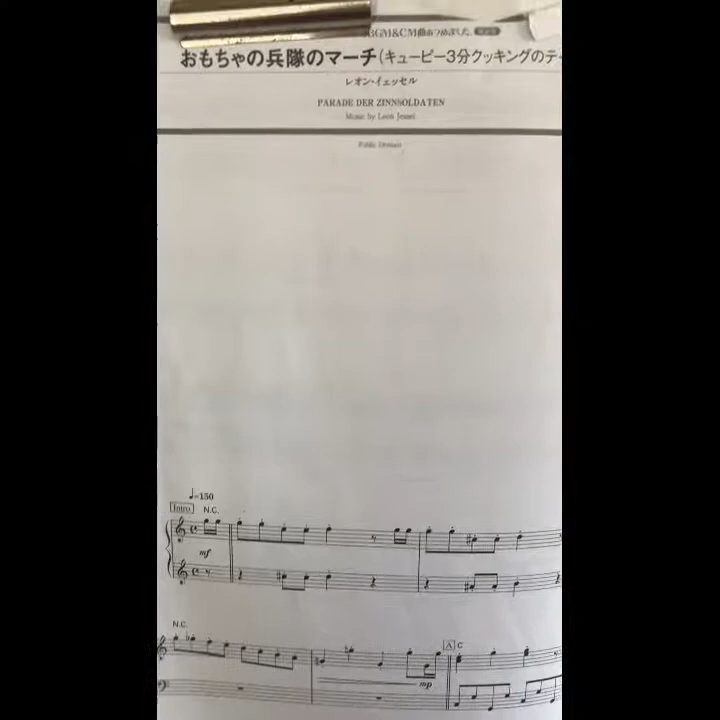 BGM&CM曲あつめました。
おもちゃの兵隊のマーチ(キューピー3分クッキングのテー
レオン・イェッセル
PARADE DER ZINNSOLDATEN
Music by Leon Jessel
Public Domain
♩=150
Intro N.C.
mf
N.C.
A C
mp